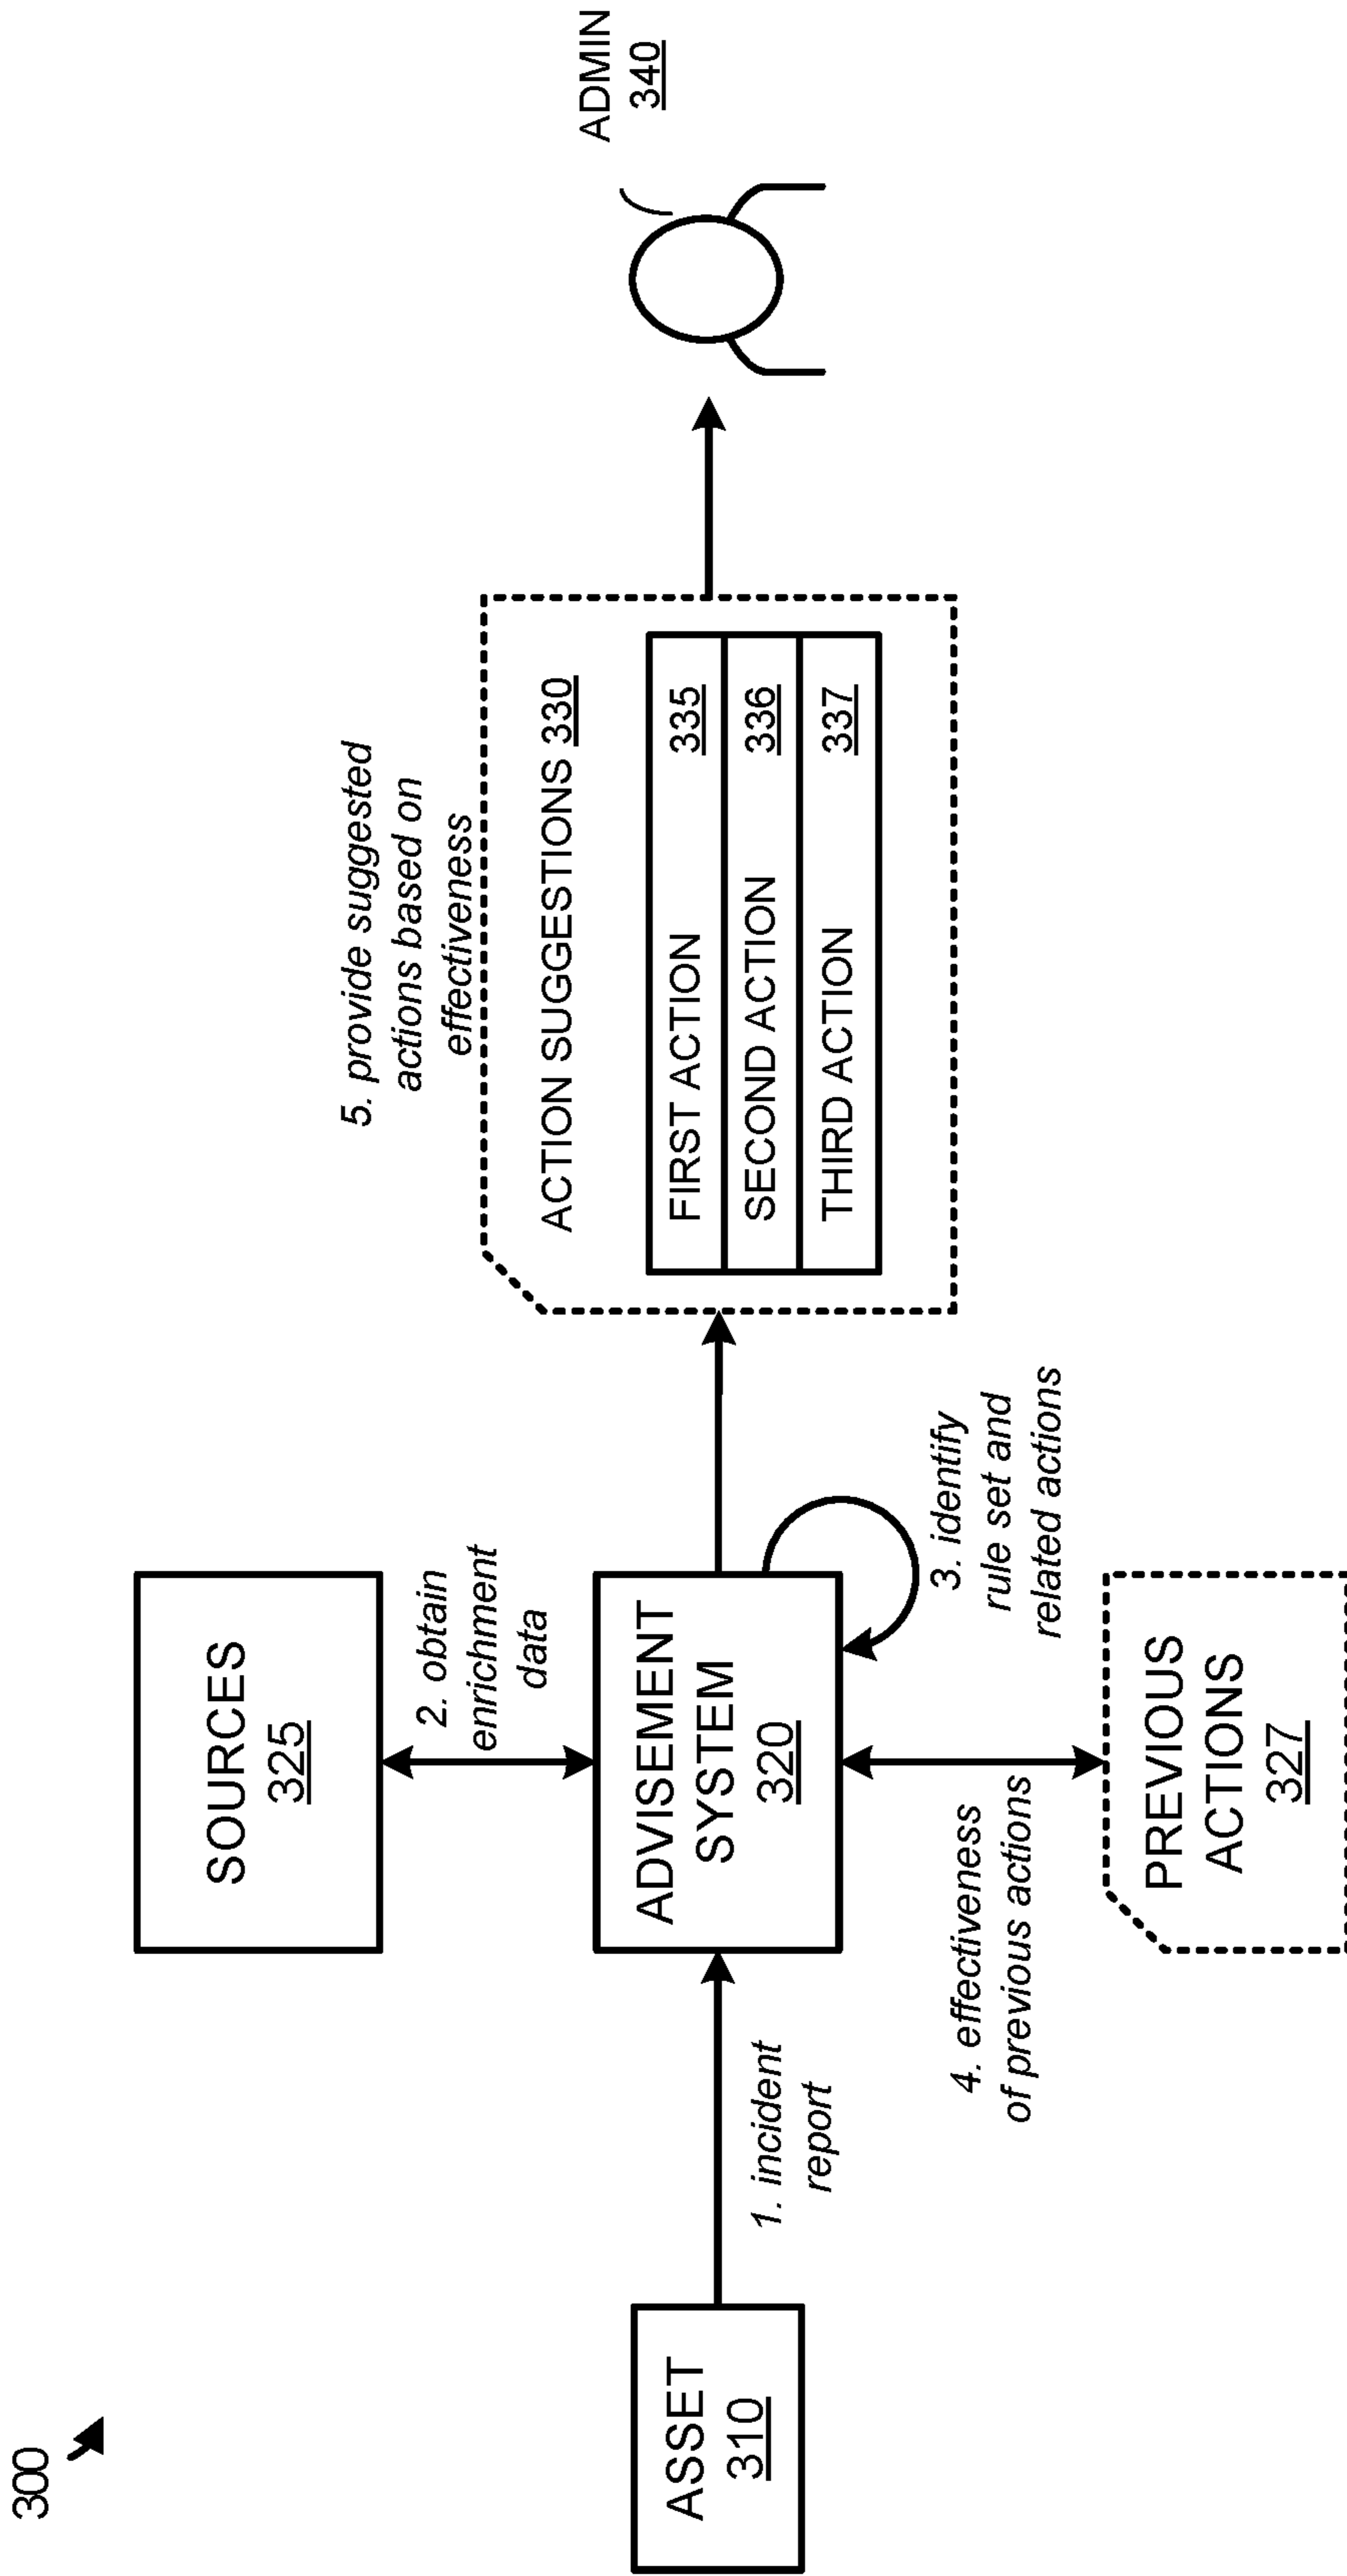 300
ASSET
310
1. incident
report
SOURCES
325
2. obtain
enrichment
data
ADVISEMENT
SYSTEM
320
3. identify
rule set and
related actions
4. effectiveness
of previous actions
PREVIOUS
ACTIONS
327
5. provide suggested
actions based on
effectiveness
ACTION SUGGESTIONS 330
FIRST ACTION 335
SECOND ACTION 336
THIRD ACTION 337
ADMIN
340